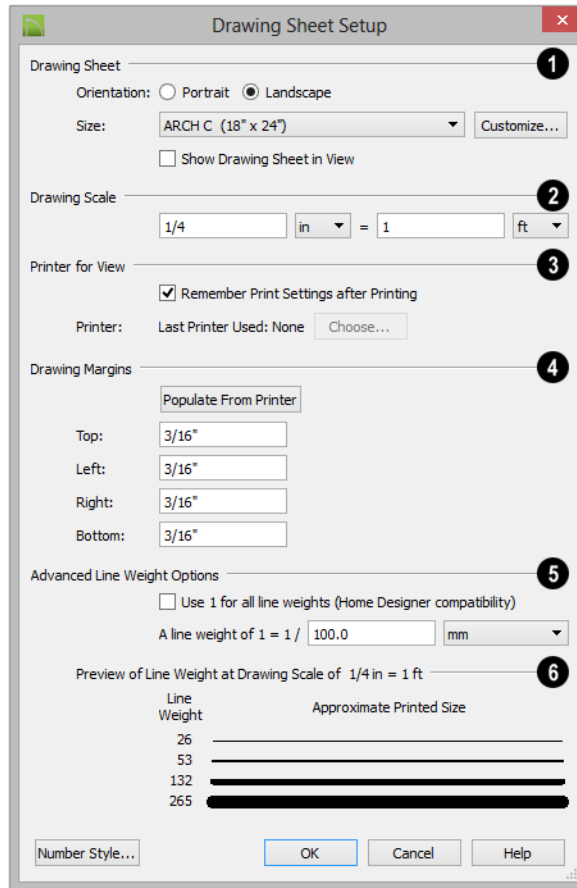 Drawing Sheet Setup
x
Drawing Sheet 1
Orientation: Portrait Landscape
Size: ARCH C (18" x 24") Customize...
Show Drawing Sheet in View
Drawing Scale 2
1/4 in = 1 ft
Printer for View 3
Remember Print Settings after Printing
Printer: Last Printer Used: None Choose...
Drawing Margins 4
Populate From Printer
Top: 3/16"
Left: 3/16"
Right: 3/16"
Bottom: 3/16"
Advanced Line Weight Options 5
Use 1 for all line weights (Home Designer compatibility)
A line weight of 1 = 1 / 100.0 mm
Preview of Line Weight at Drawing Scale of 1/4 in = 1 ft 6
Line
Weight Approximate Printed Size
26
53
132
265
Number Style... OK Cancel Help